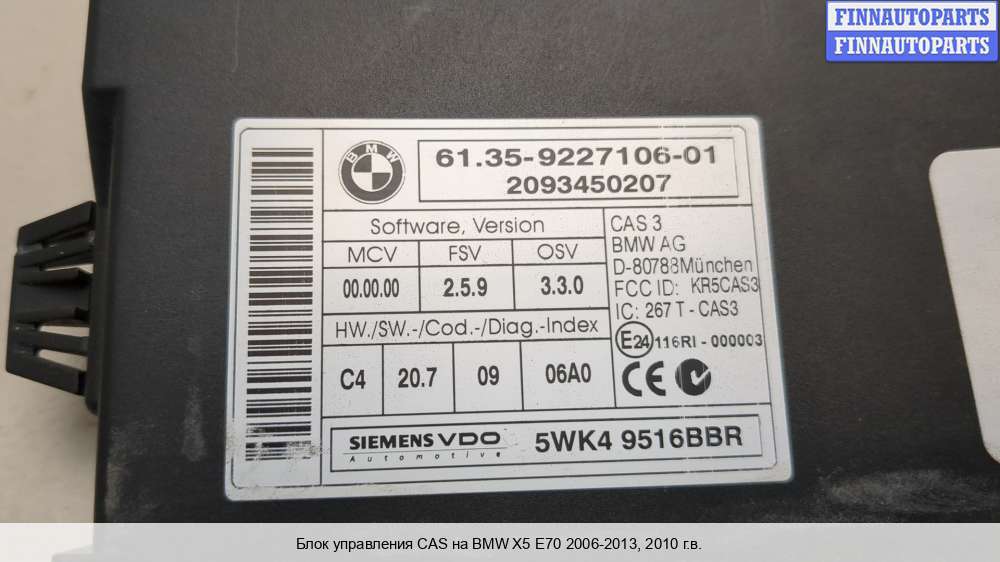 FINNAUTOPARTS
FINNAUTOPARTS
BMW
61.35-9227106-01
2093450207
Software, Version
MCV FSV OSV
00.00.00 2.5.9 3.3.0
HW./SW.-/Cod.-/Diag.-Index
C4 20.7 09 06A0
CAS 3
BMW AG
D-80788München
FCC ID: KR5CAS3
IC: 267 T - CAS3
E24 116RI - 000003
CE
SIEMENS VDO
Automotive
5WK4 9516BBR
Блок управления CAS на BMW X5 E70 2006-2013, 2010 г.в.